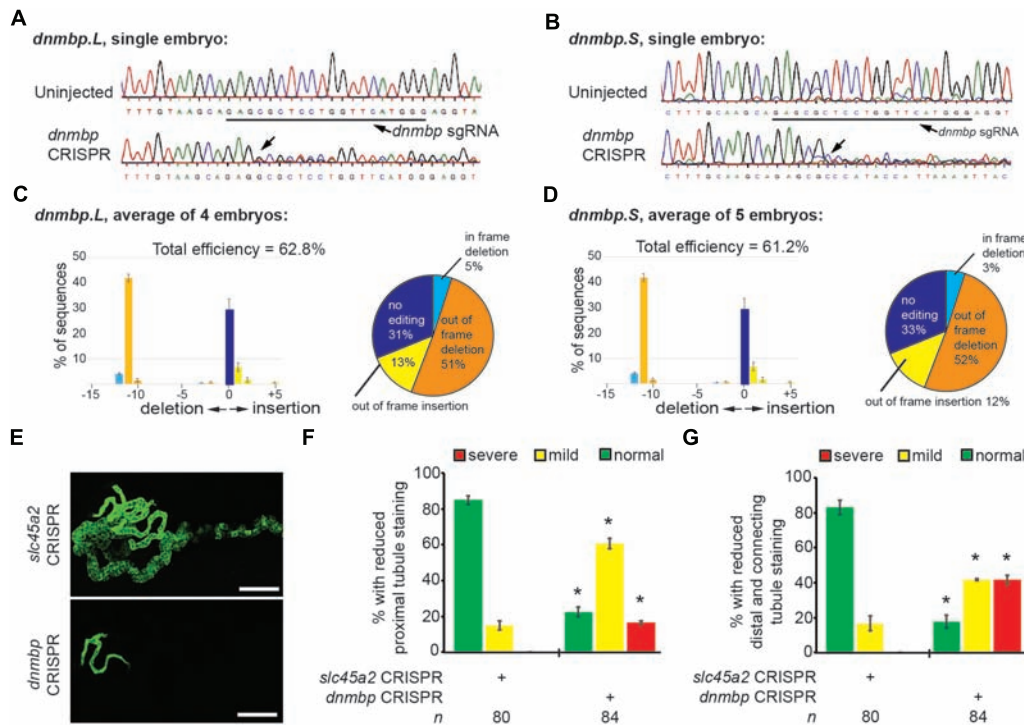 A
dnmbp.L, single embryo:
Uninjected
T T T G T A A G C A G A G C G C T C C T G G T T C A T G G G A G G T A
dnmbp sgRNA
dnmbp
CRISPR
T T T G T A A G C A G A G G C G C T C C T G G T T C A T G G G A G G T
B
dnmbp.S, single embryo:
Uninjected
C T T T G C A A G C A G A G C G C T C C T G G T T C A T G G G A G G T
dnmbp sgRNA
dnmbp
CRISPR
C T T T G C A A G C A G A G C G C C C A T A C C A T T A A A A T T A C
C
dnmbp.L, average of 4 embryos:
Total efficiency = 62.8%
% of sequences
50
40
30
20
10
-15
-10
-5
0
+5
deletion
insertion
in frame
deletion
5%
no
editing
31%
out of
frame
deletion
51%
13%
out of frame insertion
D
dnmbp.S, average of 5 embryos:
Total efficiency = 61.2%
% of sequences
50
40
30
20
10
-15
-10
-5
0
+5
deletion
insertion
in frame
deletion
3%
no
editing
33%
out of
frame
deletion
52%
out of frame insertion 12%
E
slc45a2
CRISPR
dnmbp
CRISPR
F
severe mild normal
% with reduced
proximal tubule staining
100
80
60
40
20
0
* * *
slc45a2 CRISPR +
dnmbp CRISPR +
n 80 84
G
severe mild normal
% with reduced
distal and connecting
tubule staining
100
80
60
40
20
0
* * *
slc45a2 CRISPR +
dnmbp CRISPR +
n 80 84